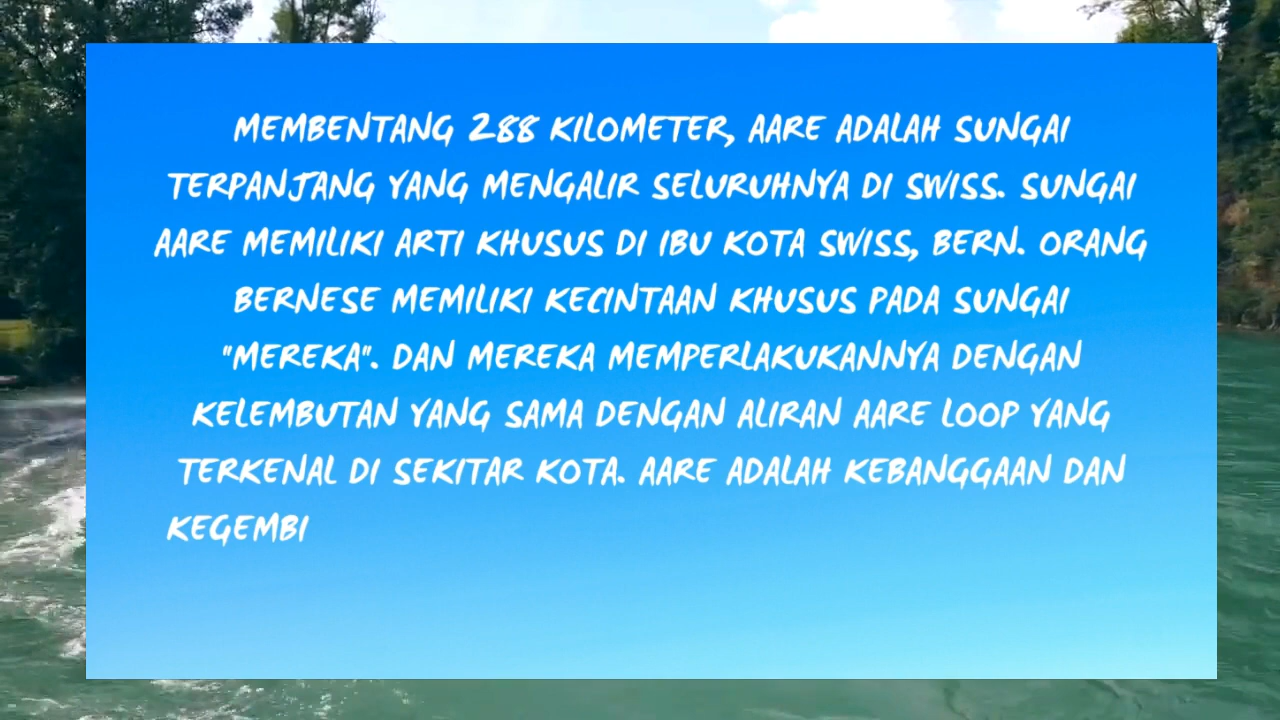 MEMBENTANG 288 KILOMETER, AARE ADALAH SUNGAI
TERPANJANG YANG MENGALIR SELURUHNYA DI SWISS. SUNGAI
AARE MEMILIKI ARTI KHUSUS DI IBU KOTA SWISS, BERN. ORANG
BERNESE MEMILIKI KECINTAAN KHUSUS PADA SUNGAI
"MEREKA". DAN MEREKA MEMPERLAKUKANNYA DENGAN
KELEMBUTAN YANG SAMA DENGAN ALIRAN AARE LOOP YANG
TERKENAL DI SEKITAR KOTA. AARE ADALAH KEBANGGAAN DAN
KEGEMBI